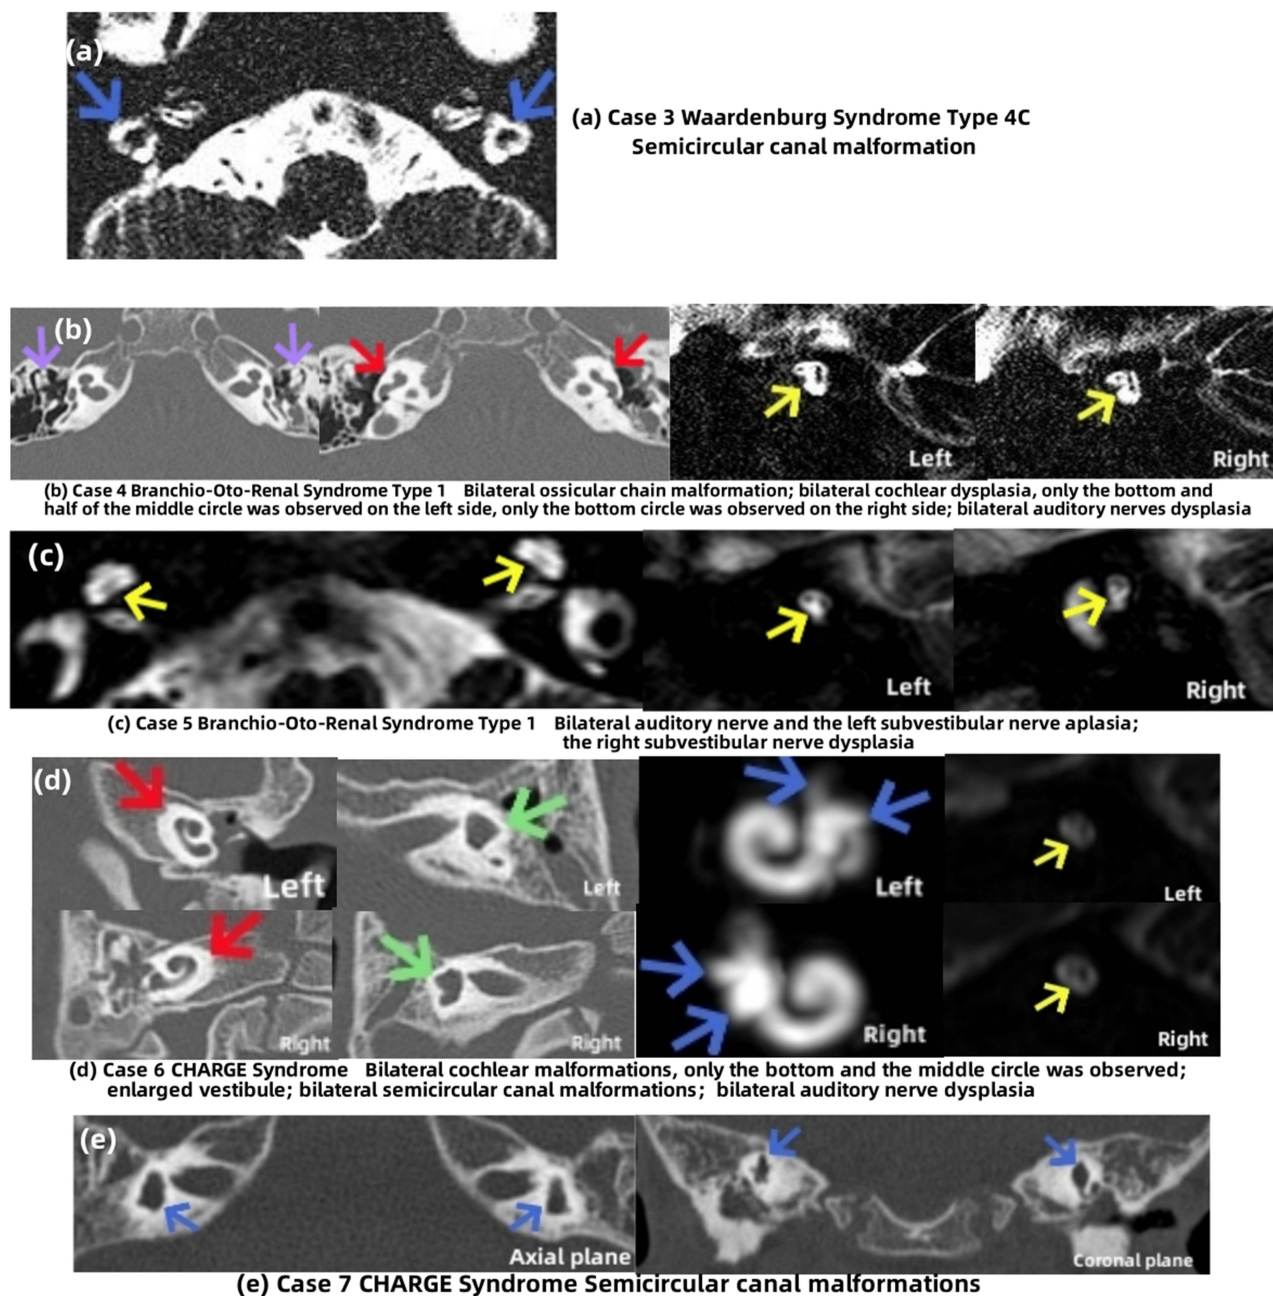 (a)
(a) Case 3 Waardenburg Syndrome Type 4C
Semicircular canal malformation
(b)
Left
Right
(b) Case 4 Branchio-Oto-Renal Syndrome Type 1 Bilateral ossicular chain malformation; bilateral cochlear dysplasia, only the bottom and
half of the middle circle was observed on the left side, only the bottom circle was observed on the right side; bilateral auditory nerves dysplasia
(c)
Left
Right
(c) Case 5 Branchio-Oto-Renal Syndrome Type 1 Bilateral auditory nerve and the left subvestibular nerve aplasia;
the right subvestibular nerve dysplasia
(d)
Left
Left
Left
Left
Right
Right
Right
Right
(d) Case 6 CHARGE Syndrome Bilateral cochlear malformations, only the bottom and the middle circle was observed;
enlarged vestibule; bilateral semicircular canal malformations; bilateral auditory nerve dysplasia
(e)
Axial plane
Coronal plane
(e) Case 7 CHARGE Syndrome Semicircular canal malformations